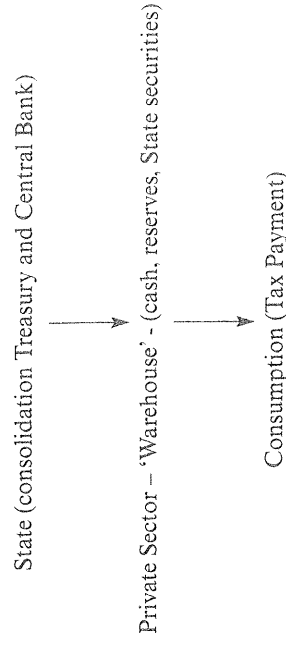 State (consolidation Treasury and Central Bank)
Private Sector – ‘Warehouse’ - (cash, reserves, State securities)
Consumption (Tax Payment)